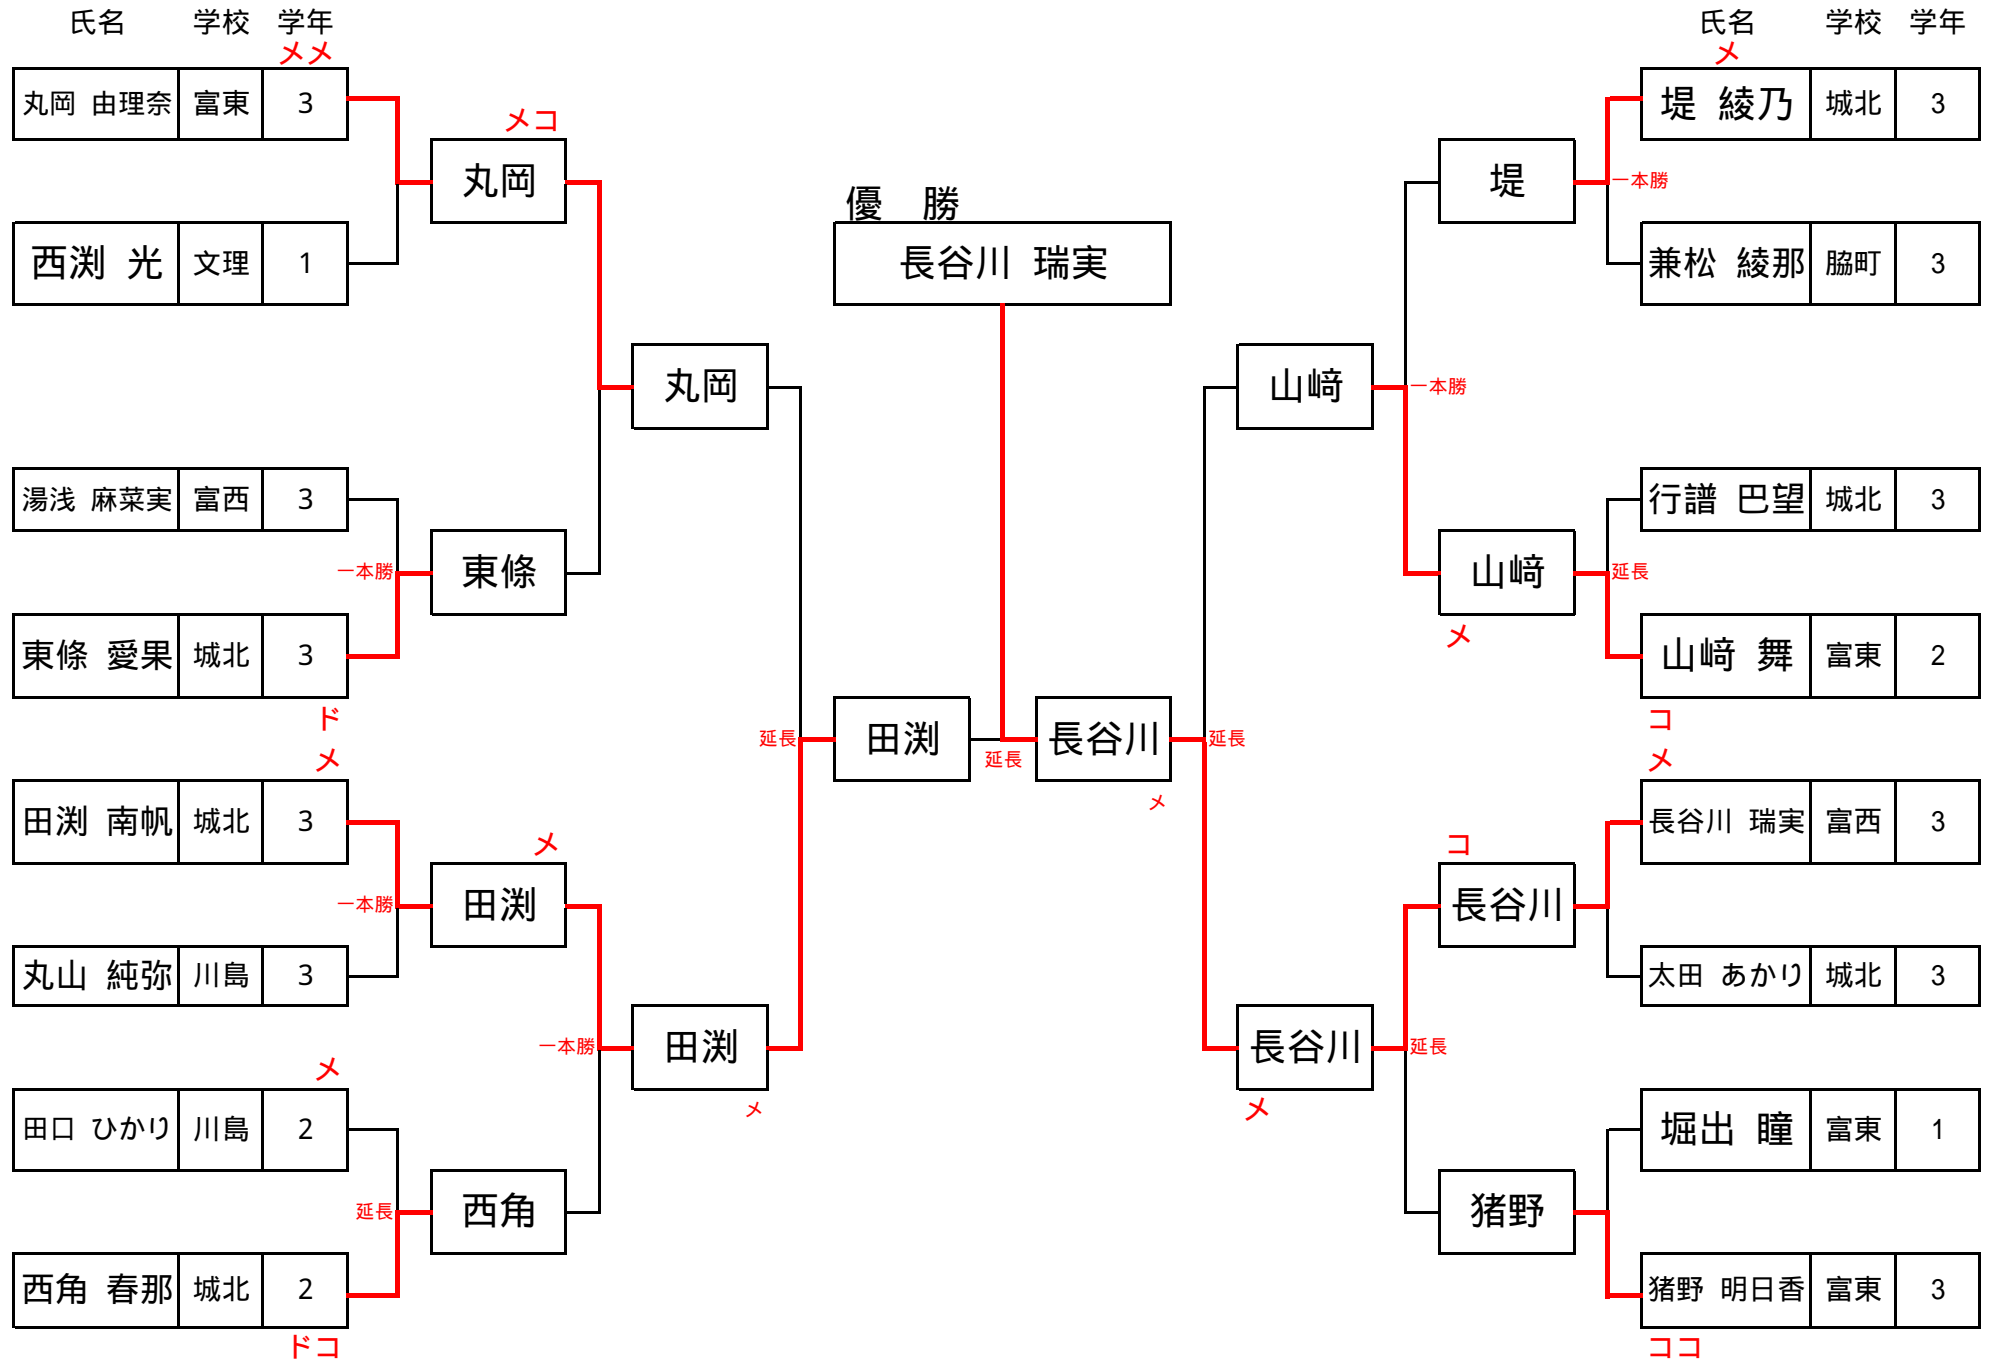 氏名 学校 学年
メメ
丸岡 由理奈 富東 3
メコ
丸岡
西渕 光 文理 1
丸岡
湯浅 麻菜実 富西 3
一本勝
東條
東條 愛果 城北 3
ド
メ
田渕 南帆 城北 3
メ
一本勝
田渕
丸山 純弥 川島 3
一本勝
田渕
メ
メ
田口 ひかり 川島 2
延長
西角
西角 春那 城北 2
ドコ
優 勝
長谷川 瑞実
延長
田渕
延長
長谷川
延長
メ
氏名 学校 学年
メ
堤 綾乃 城北 3
堤
一本勝
兼松 綾那 脇町 3
山﨑
一本勝
行譜 巴望 城北 3
山﨑
延長
メ
山﨑 舞 富東 2
コ
メ
長谷川 瑞実 富西 3
コ
長谷川
太田 あかり 城北 3
長谷川
延長
メ
堀出 瞳 富東 1
猪野
猪野 明日香 富東 3
ココ